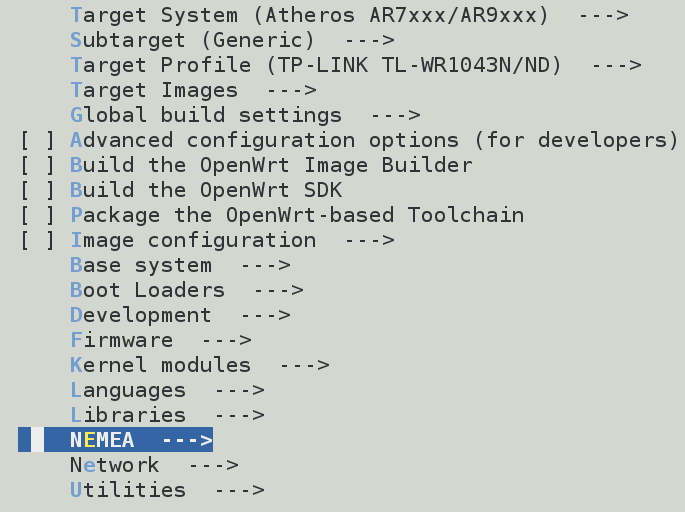 Target System (Atheros AR7xxx/AR9xxx)  --->
Subtarget (Generic)  --->
Target Profile (TP-LINK TL-WR1043N/ND)  --->
Target Images  --->
Global build settings  --->
[ ] Advanced configuration options (for developers)
[ ] Build the OpenWrt Image Builder
[ ] Build the OpenWrt SDK
[ ] Package the OpenWrt-based Toolchain
[ ] Image configuration  --->
Base system  --->
Boot Loaders  --->
Development  --->
Firmware  --->
Kernel modules  --->
Languages  --->
Libraries  --->
NEMEA  --->
Network  --->
Utilities  --->